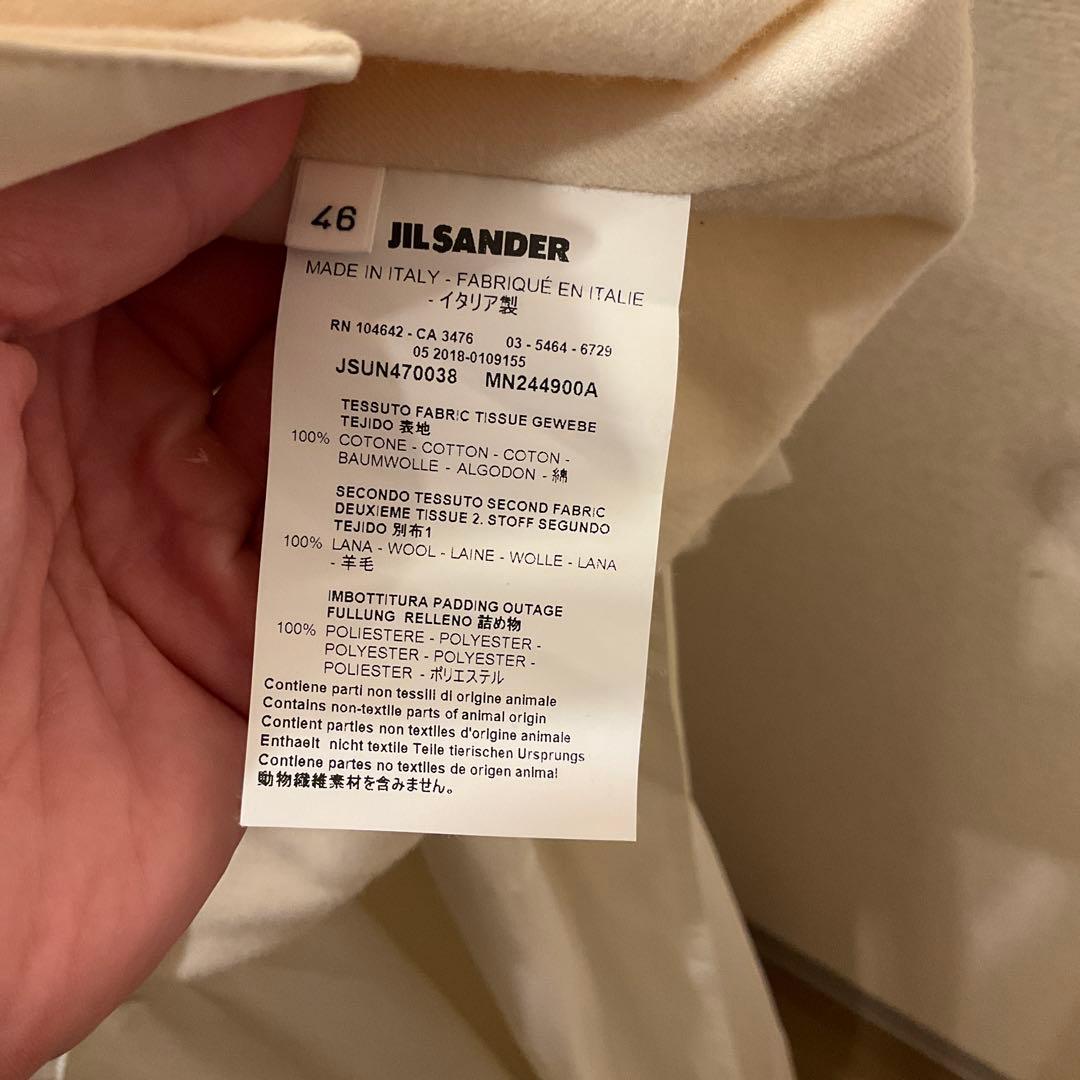 46
JIL SANDER
MADE IN ITALY - FABRIQUÉ EN ITALIE
- イタリア製
RN 104642 - CA 3476 03 - 5464 - 6729
05 2018-0109155
JSUN470038 MN244900A
TESSUTO FABRIC TISSUE GEWEBE
TEJIDO 表地
100% COTONE - COTTON - COTON -
BAUMWOLLE - ALGODON - 綿
SECONDO TESSUTO SECOND FABRIC
DEUXIEME TISSUE 2. STOFF SEGUNDO
TEJIDO 別布1
100% LANA - WOOL - LAINE - WOLLE - LANA
- 羊毛
IMBOTTITURA PADDING OUTAGE
FULLUNG RELLENO 詰め物
100% POLIESTERE - POLYESTER -
POLYESTER - POLYESTER -
POLIESTER - ポリエステル
Contiene parti non tessili di origine animale
Contains non-textile parts of animal origin
Contient parties non textiles d'origine animale
Enthaelt nicht textile Teile tierischen Ursprungs
Contiene partes no textiles de origen animal
動物繊維素材を含みません。